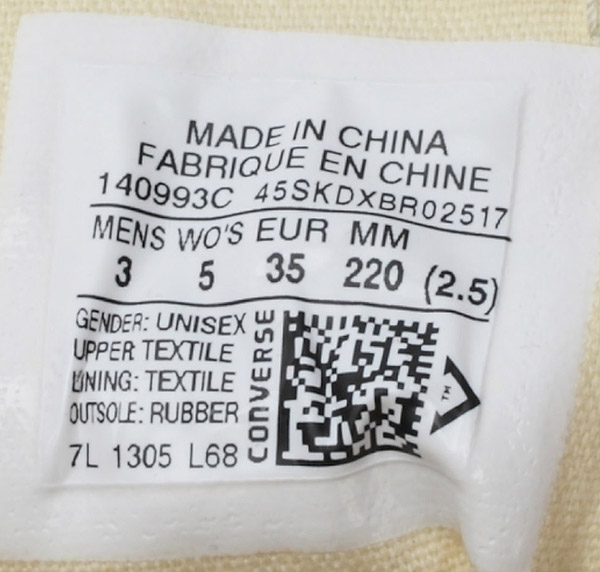 MADE IN CHINA
FABRIQUE EN CHINE
140993C 45SKDXBR02517
MENS WO'S EUR MM
3 5 35 220 (2.5)
GENDER: UNISEX
UPPER TEXTILE
LINING: TEXTILE
OUTSOLE: RUBBER
7L 1305 L68
CONVERSE
TM